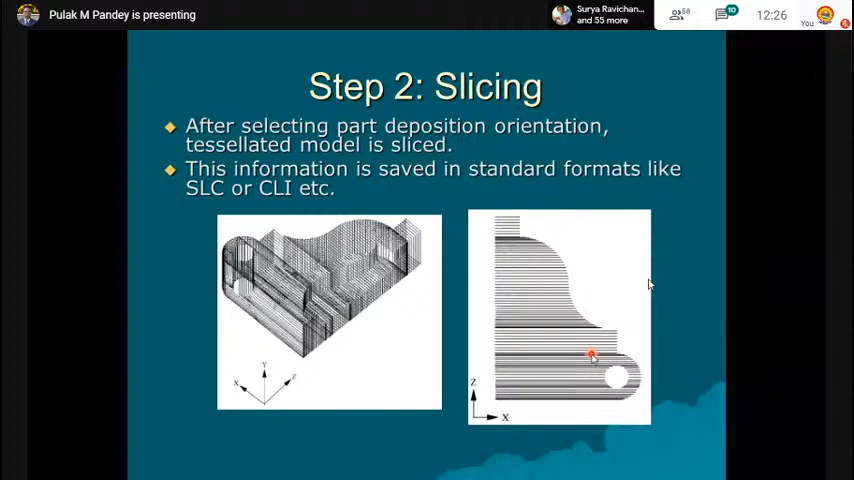 Pulak M Pandey is presenting
Surya Ravichan...
and 55 more
58
10
12:26
You
Step 2: Slicing
After selecting part deposition orientation,
tessellated model is sliced.
This information is saved in standard formats like
SLC or CLI etc.
Y
X
Z
Z
X